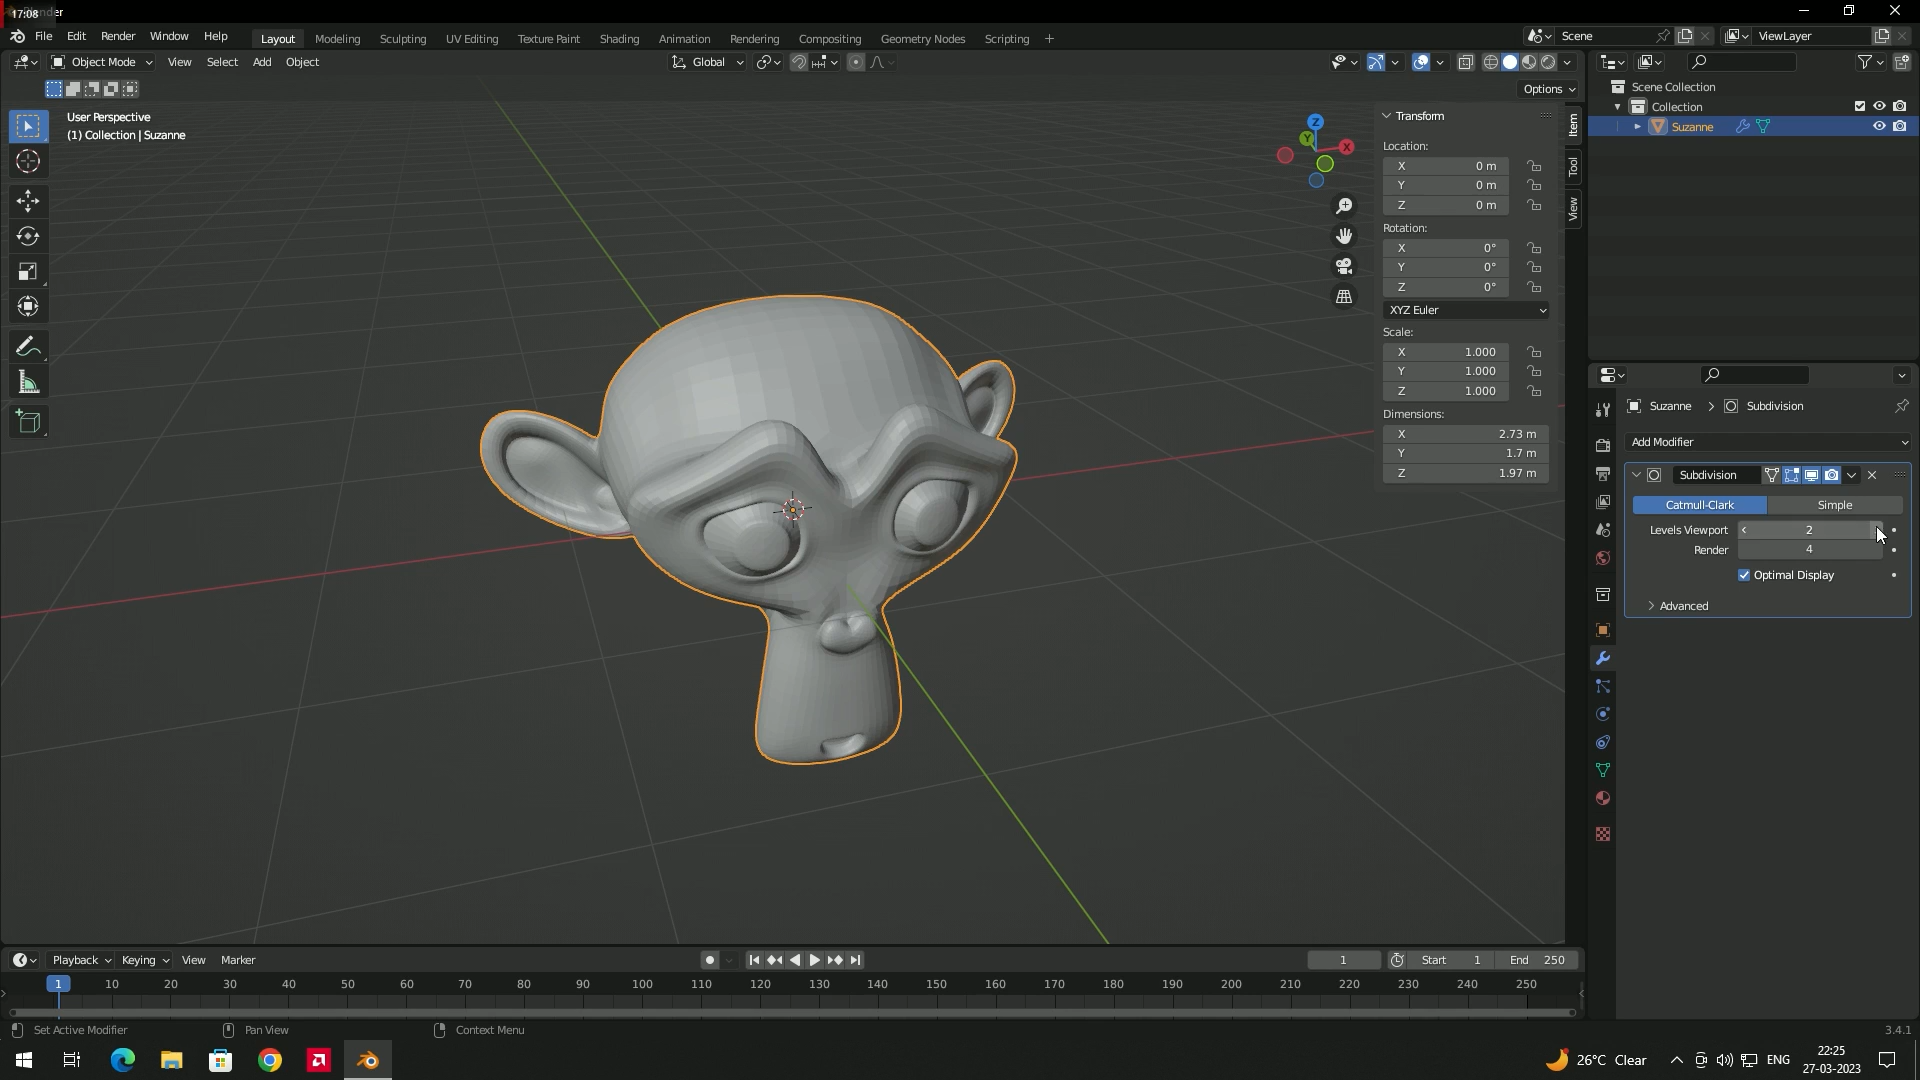 17:08
Blender
File Edit Render Window Help
Layout Modeling Sculpting UV Editing Texture Paint Shading Animation Rendering Compositing Geometry Nodes Scripting +
Scene
ViewLayer
Object Mode View Select Add Object
Global
Options
User Perspective
(1) Collection | Suzanne
Z
Y
X
Transform
Location:
X 0 m
Y 0 m
Z 0 m
Rotation:
X 0°
Y 0°
Z 0°
XYZ Euler
Scale:
X 1.000
Y 1.000
Z 1.000
Dimensions:
X 2.73 m
Y 1.7 m
Z 1.97 m
Item
Tool
View
Scene Collection
Collection
Suzanne
Suzanne > Subdivision
Add Modifier
Subdivision
Catmull-Clark Simple
Levels Viewport 2
Render 4
Optimal Display
Advanced
Playback Keying View Marker
1
Start 1
End 250
1 10 20 30 40 50 60 70 80 90 100 110 120 130 140 150 160 170 180 190 200 210 220 230 240 250
Set Active Modifier
Pan View
Context Menu
3.4.1
26°C Clear
ENG
22:25
27-03-2023